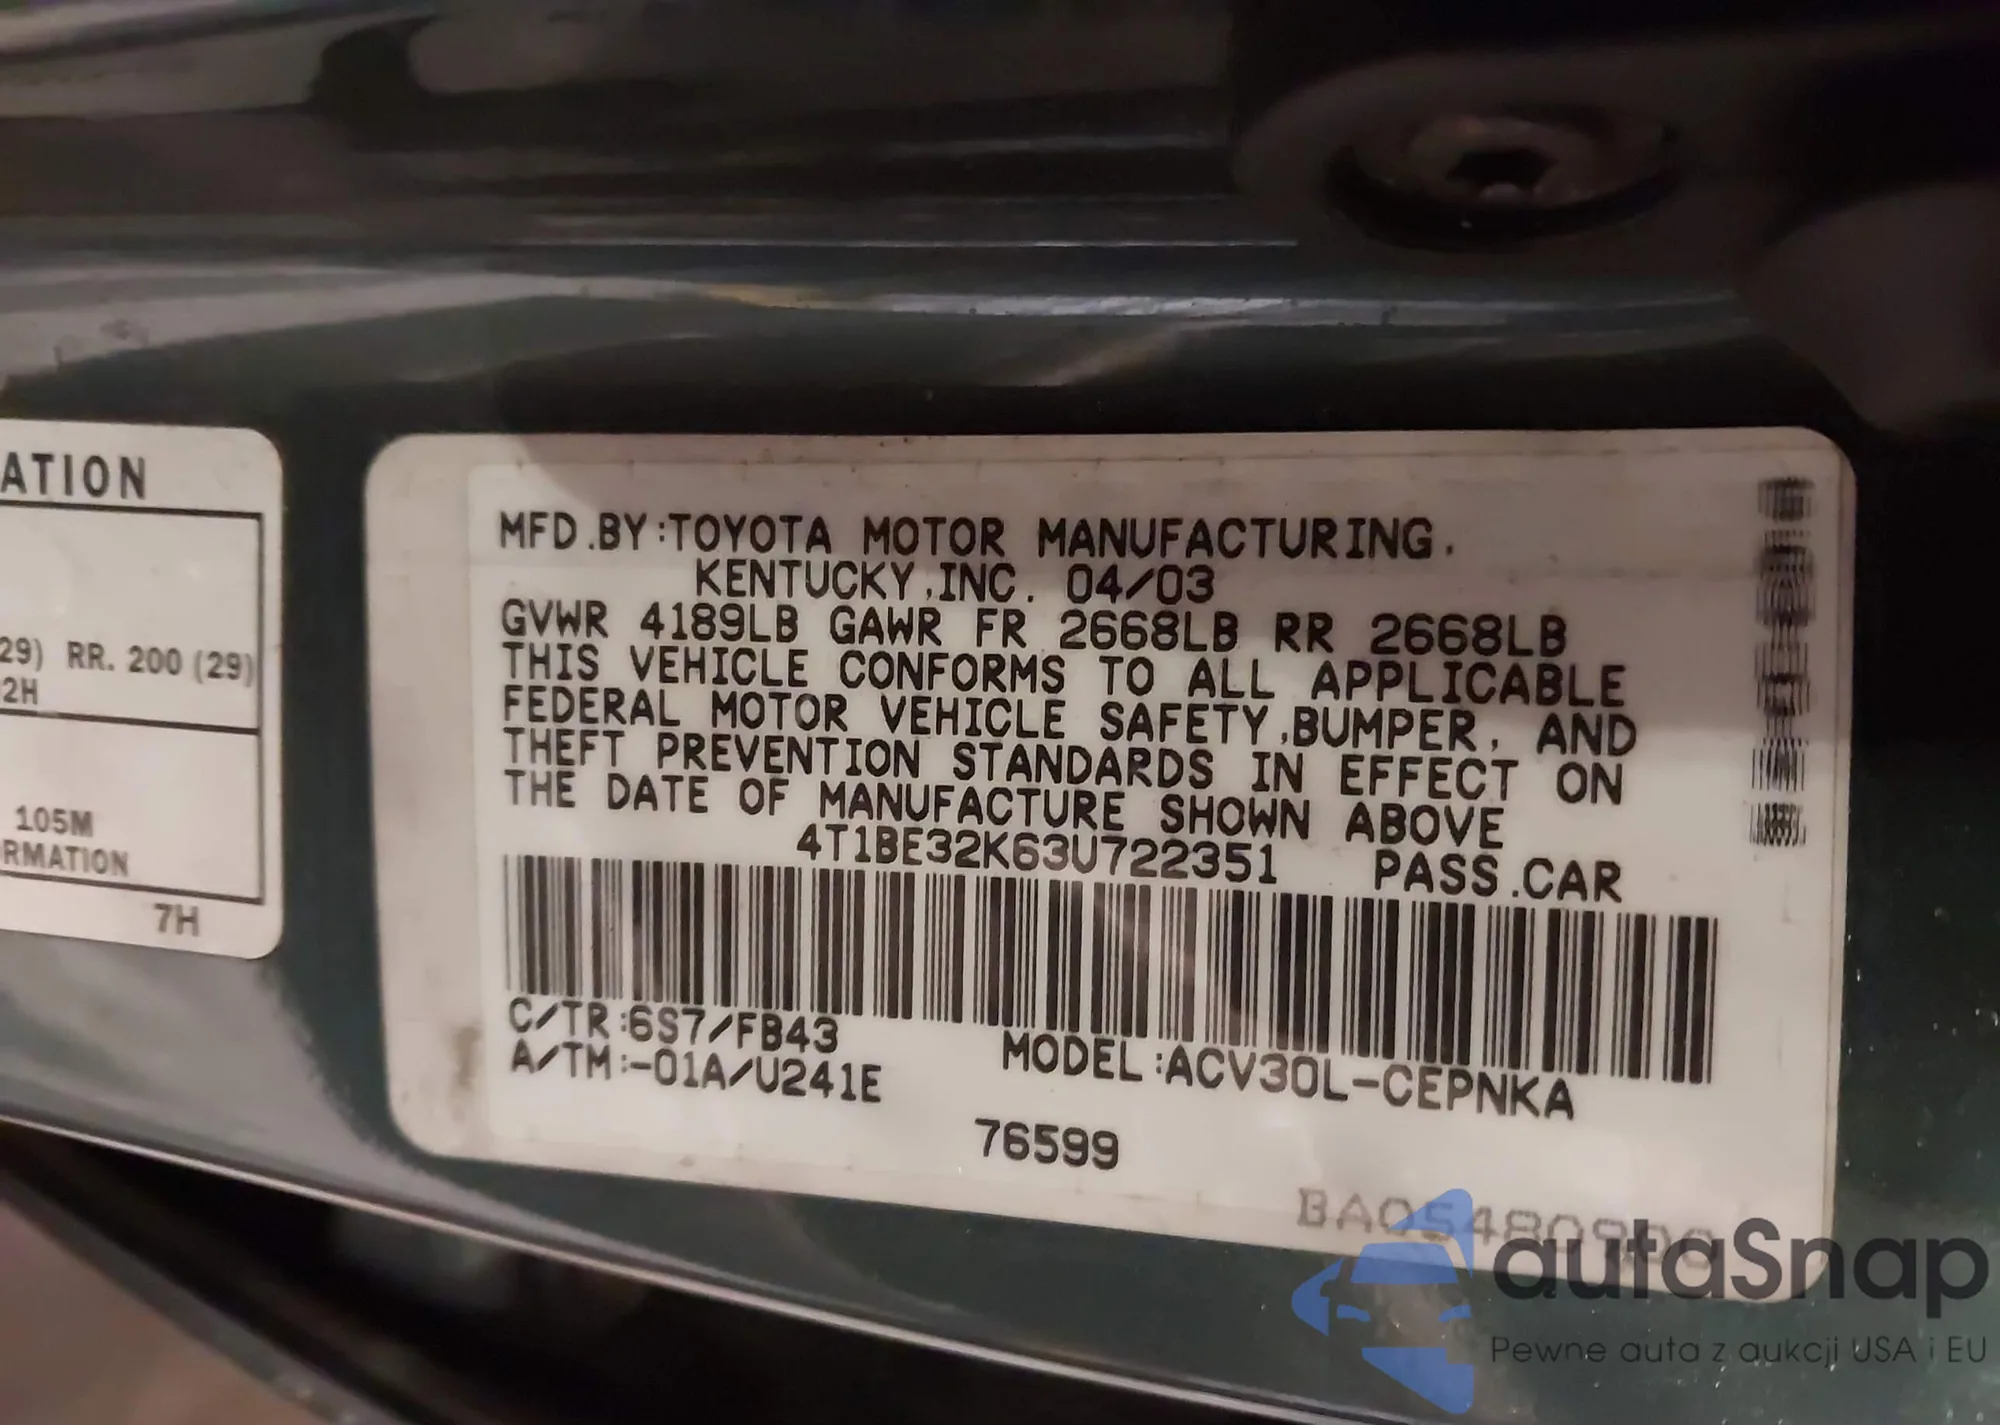 ATION
29) RR. 200 (29)
2H
105M
RMATION
7H
MFD.BY:TOYOTA MOTOR MANUFACTURING,
KENTUCKY,INC. 04/03
GVWR 4189LB GAWR FR 2668LB RR 2668LB
THIS VEHICLE CONFORMS TO ALL APPLICABLE
FEDERAL MOTOR VEHICLE SAFETY,BUMPER, AND
THEFT PREVENTION STANDARDS IN EFFECT ON
THE DATE OF MANUFACTURE SHOWN ABOVE
4T1BE32K63U722351 PASS.CAR
C/TR:6S7/FB43
A/TM:-01A/U241E
MODEL:ACV30L-CEPNKA
76599
autaSnap
Pewne auta z aukcji USA i EU